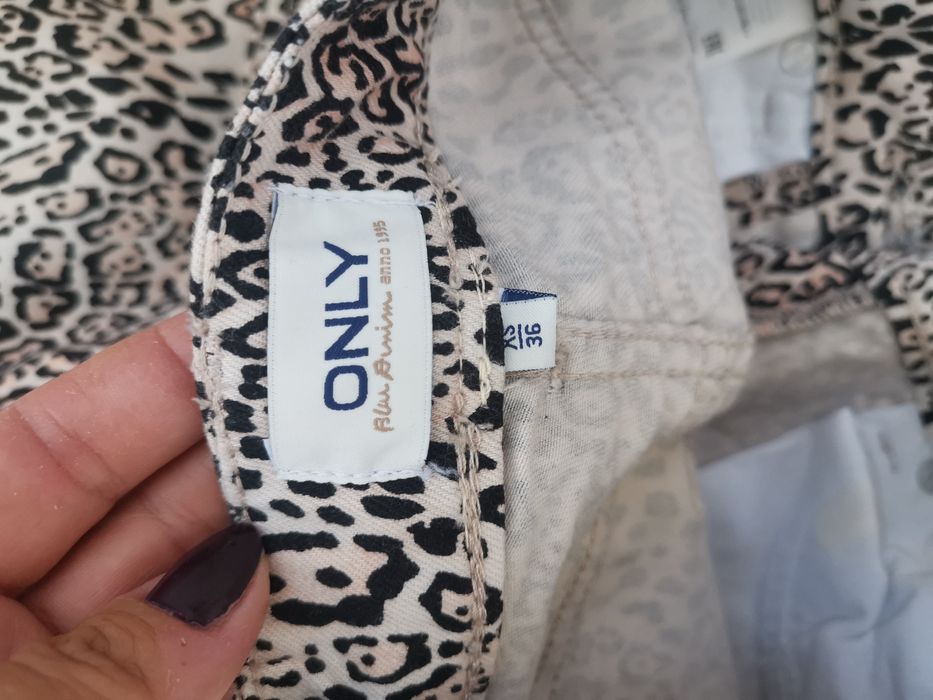 ONLY
Blue Denim anno 1995
XS
36